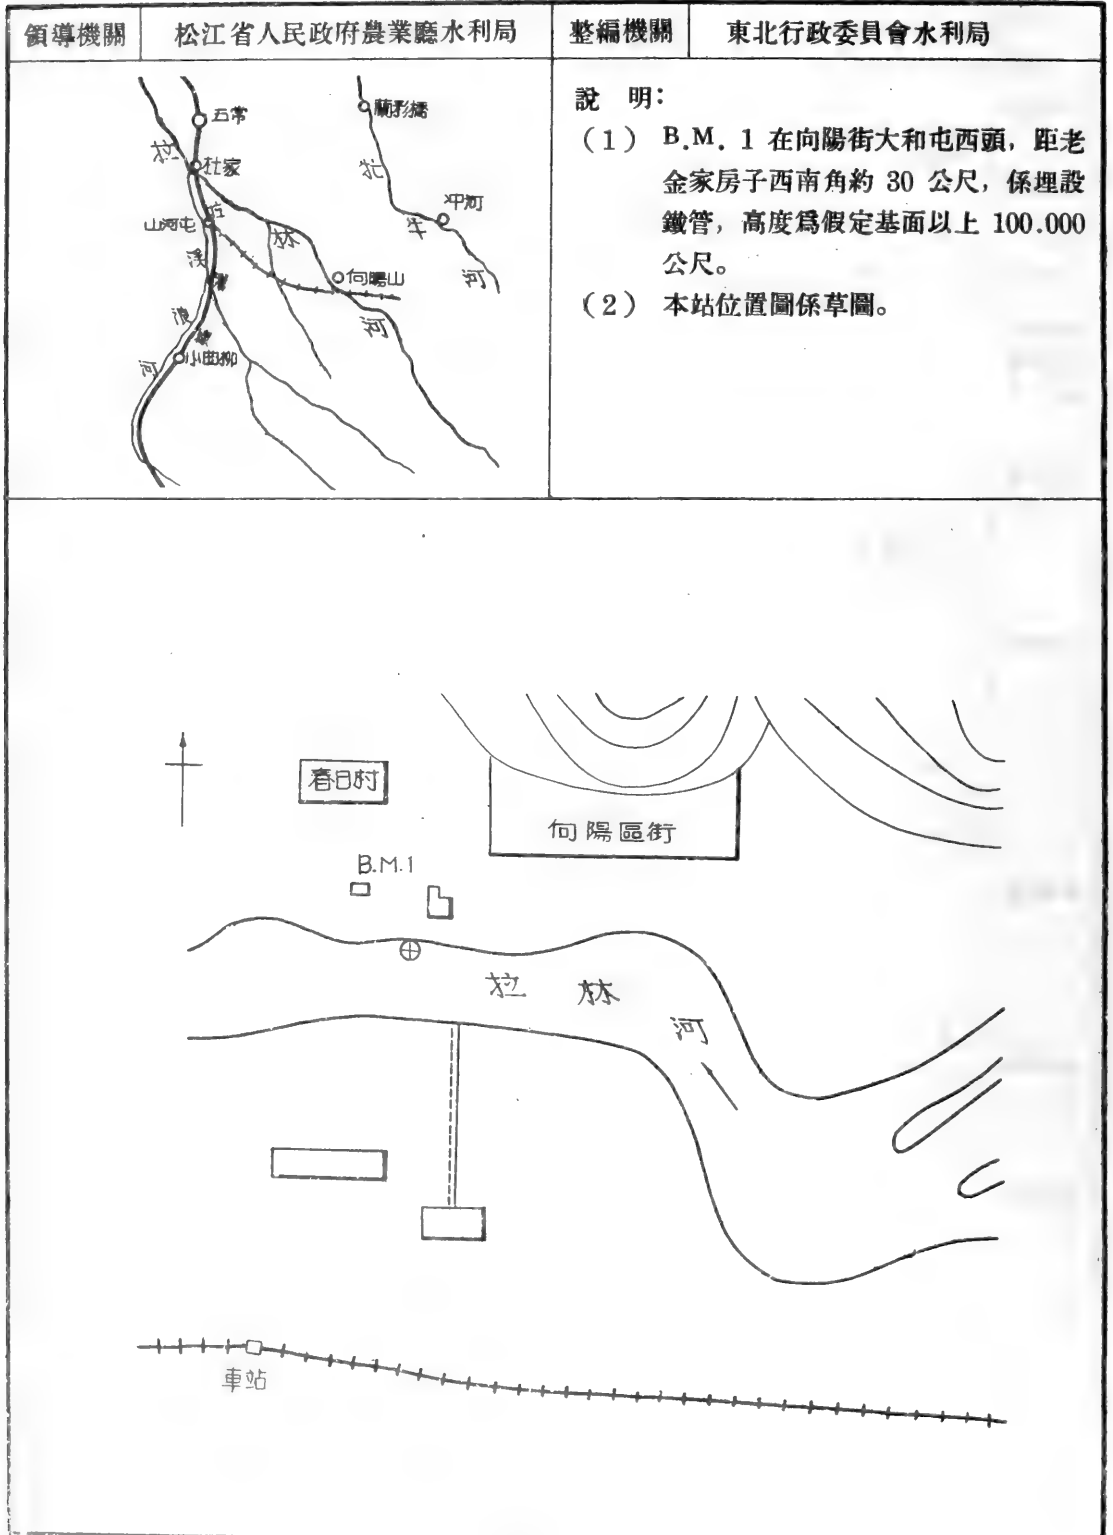 領導機關 松江省人民政府農業廳水利局 整編機關 東北行政委員會水利局
五常
杜家
山河屯
小曲柳
蘭彩橋
冲河
向陽山
拉林河
牤牛河
說 明:
(1) B.M. 1 在向陽街大和屯西頭, 距老
金家房子西南角約 30 公尺, 係埋設
鐵管, 高度爲假定基面以上 100.000
公尺。
(2) 本站位置圖係草圖。
春日村
向陽區街
B.M.1
拉林河
車站